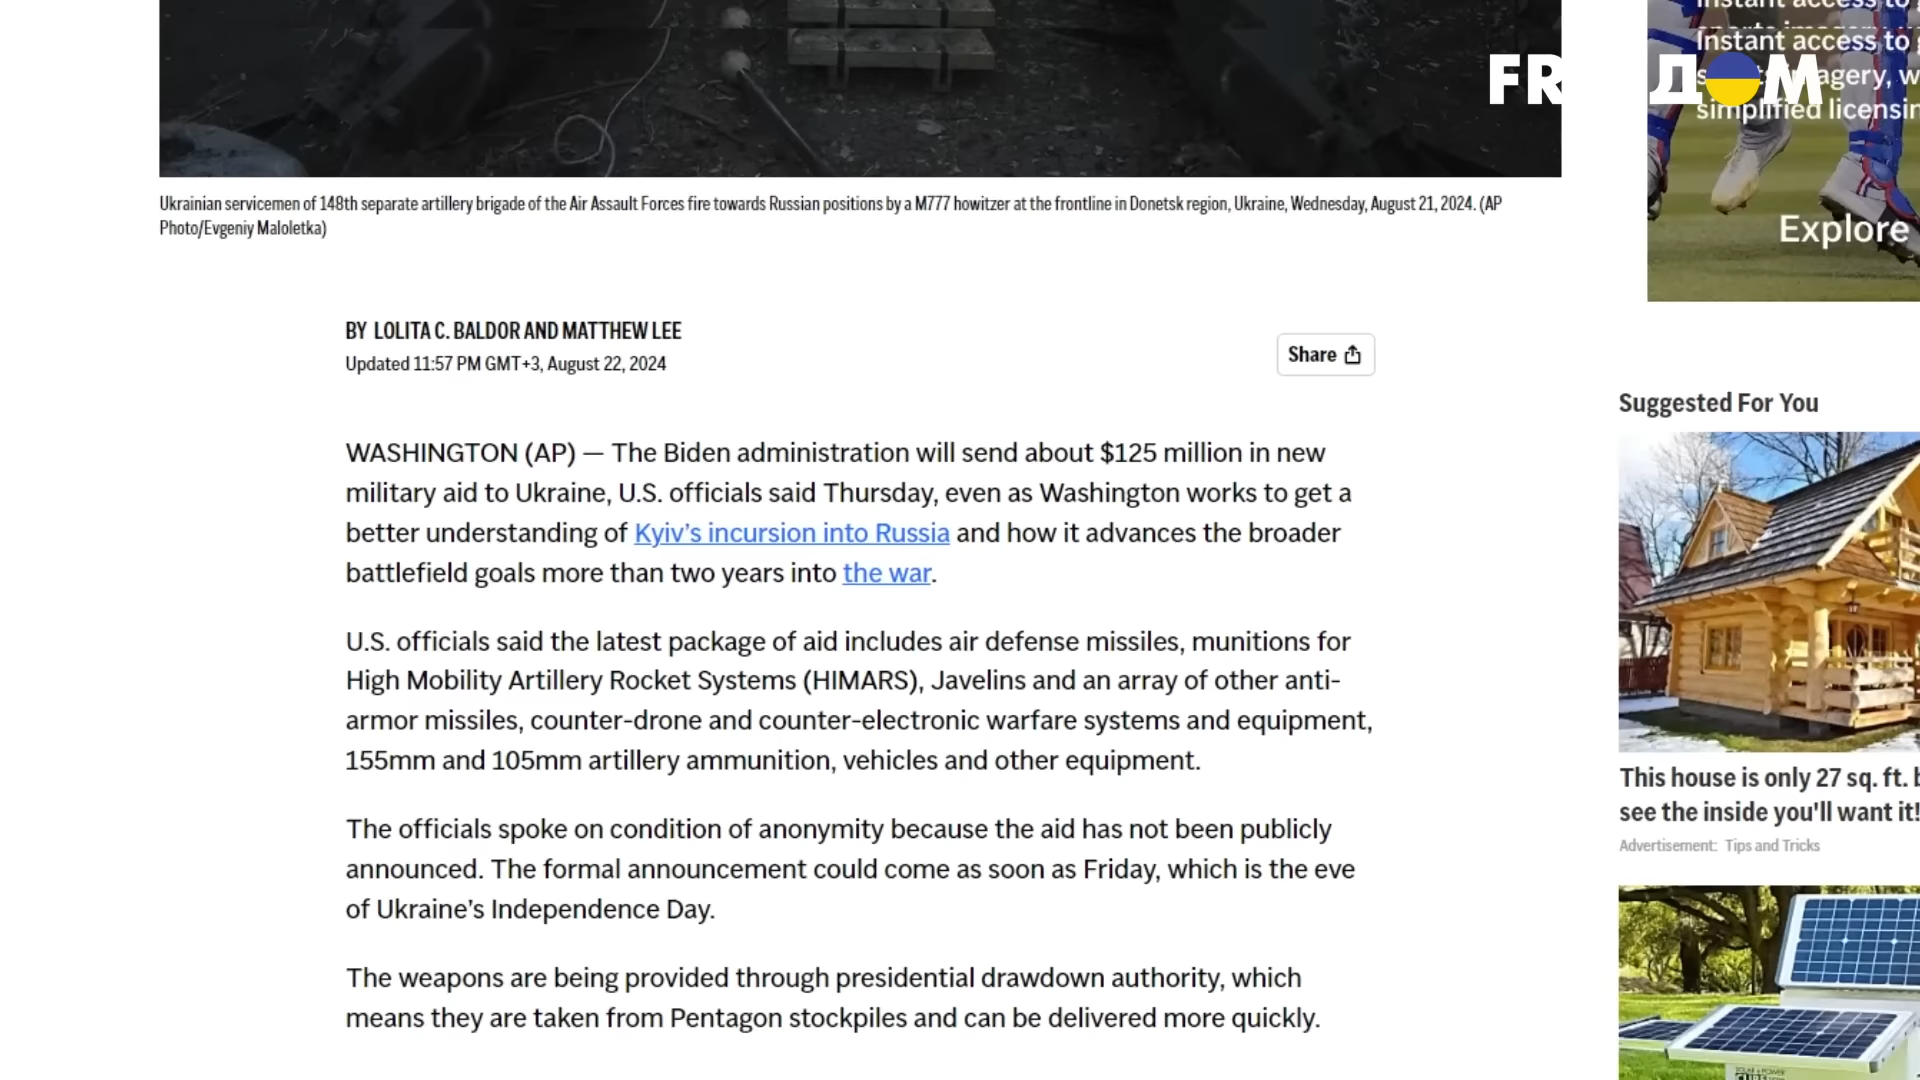 Instant access to
simplified licensin
Explore
FR ДОМ
Ukrainian servicemen of 148th separate artillery brigade of the Air Assault Forces fire towards Russian positions by a M777 howitzer at the frontline in Donetsk region, Ukraine, Wednesday, August 21, 2024. (AP
Photo/Evgeniy Maloletka)
BY LOLITA C. BALDOR AND MATTHEW LEE
Updated 11:57 PM GMT+3, August 22, 2024
Share
WASHINGTON (AP) — The Biden administration will send about $125 million in new
military aid to Ukraine, U.S. officials said Thursday, even as Washington works to get a
better understanding of Kyiv’s incursion into Russia and how it advances the broader
battlefield goals more than two years into the war.
U.S. officials said the latest package of aid includes air defense missiles, munitions for
High Mobility Artillery Rocket Systems (HIMARS), Javelins and an array of other anti-
armor missiles, counter-drone and counter-electronic warfare systems and equipment,
155mm and 105mm artillery ammunition, vehicles and other equipment.
The officials spoke on condition of anonymity because the aid has not been publicly
announced. The formal announcement could come as soon as Friday, which is the eve
of Ukraine’s Independence Day.
The weapons are being provided through presidential drawdown authority, which
means they are taken from Pentagon stockpiles and can be delivered more quickly.
Suggested For You
This house is only 27 sq. ft. b
see the inside you'll want it!
Advertisement: Tips and Tricks